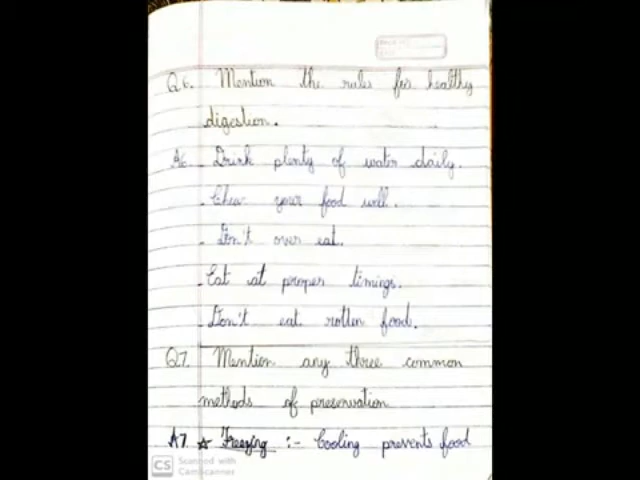 Q6. Mention the rules for healthy
digestion.
A6. - Drink plenty of water daily.
- Chew your food well.
- Don't over eat.
- Eat at proper timings.
- Don't eat rotten food.
Q7. Mention any three common
methods of preservation
A7. ☆ Freezing :- Cooling prevents food
CS Scanned with
CamScanner